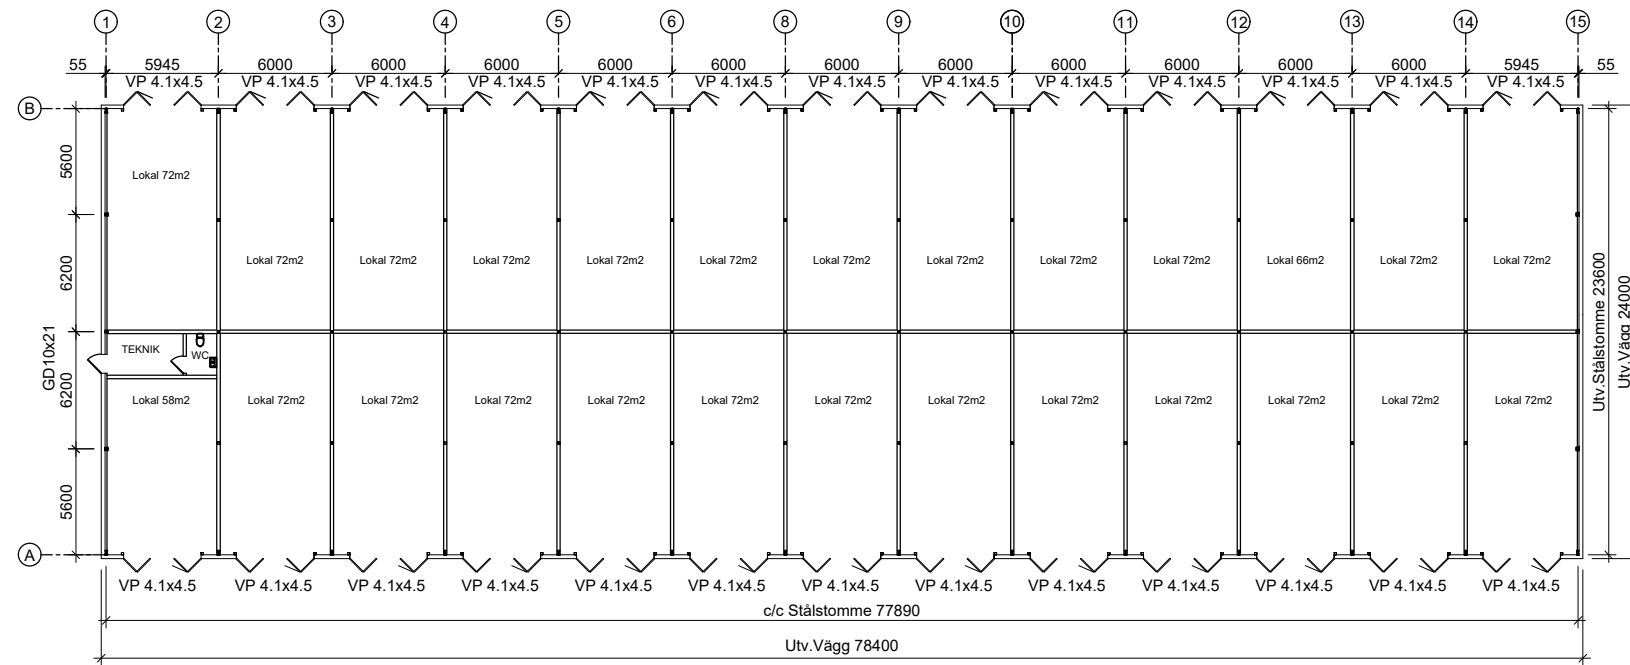 1 2 3 4 5 6 8 9 10 11 12 13 14 15
55 5945 6000 6000 6000 6000 6000 6000 6000 6000 6000 6000 6000 5945 55
VP 4.1x4.5 VP 4.1x4.5 VP 4.1x4.5 VP 4.1x4.5 VP 4.1x4.5 VP 4.1x4.5 VP 4.1x4.5 VP 4.1x4.5 VP 4.1x4.5 VP 4.1x4.5 VP 4.1x4.5 VP 4.1x4.5 VP 4.1x4.5
B
5600
Lokal 72m2
6200
Lokal 72m2 Lokal 72m2 Lokal 72m2 Lokal 72m2 Lokal 72m2 Lokal 72m2 Lokal 72m2 Lokal 72m2 Lokal 72m2 Lokal 66m2 Lokal 72m2 Lokal 72m2
Utv.Stålstomme 23600
Utv.Vägg 24000
GD10x21
TEKNIK
WC
6200
Lokal 58m2 Lokal 72m2 Lokal 72m2 Lokal 72m2 Lokal 72m2 Lokal 72m2 Lokal 72m2 Lokal 72m2 Lokal 72m2 Lokal 72m2 Lokal 72m2 Lokal 72m2 Lokal 72m2
5600
A
VP 4.1x4.5 VP 4.1x4.5 VP 4.1x4.5 VP 4.1x4.5 VP 4.1x4.5 VP 4.1x4.5 VP 4.1x4.5 VP 4.1x4.5 VP 4.1x4.5 VP 4.1x4.5 VP 4.1x4.5 VP 4.1x4.5 VP 4.1x4.5
c/c Stålstomme 77890
Utv.Vägg 78400